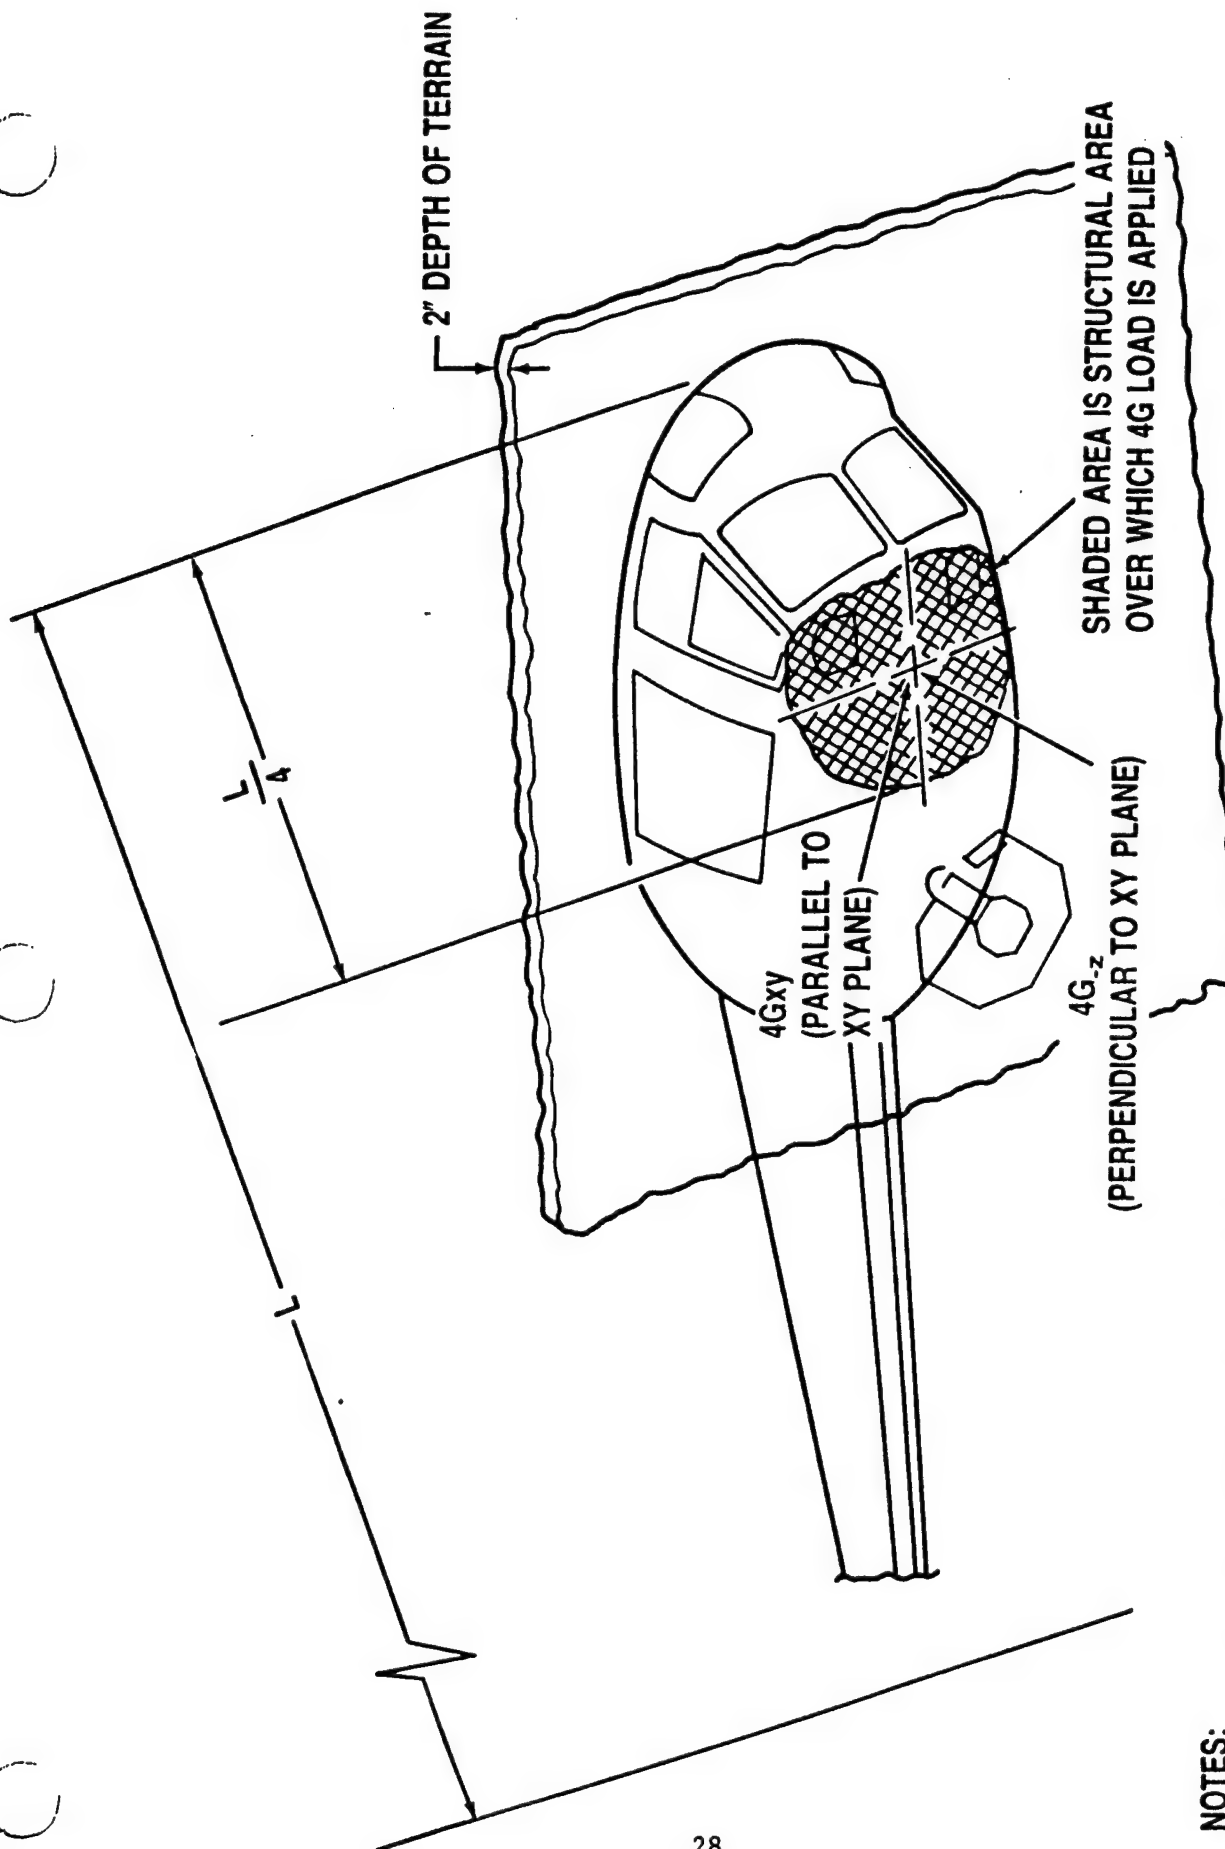 2" DEPTH OF TERRAIN
L
4
L
4Gxy
(PARALLEL TO
XY PLANE)
4G-z
(PERPENDICULAR TO XY PLANE)
SHADED AREA IS STRUCTURAL AREA
OVER WHICH 4G LOAD IS APPLIED
NOTES:
28